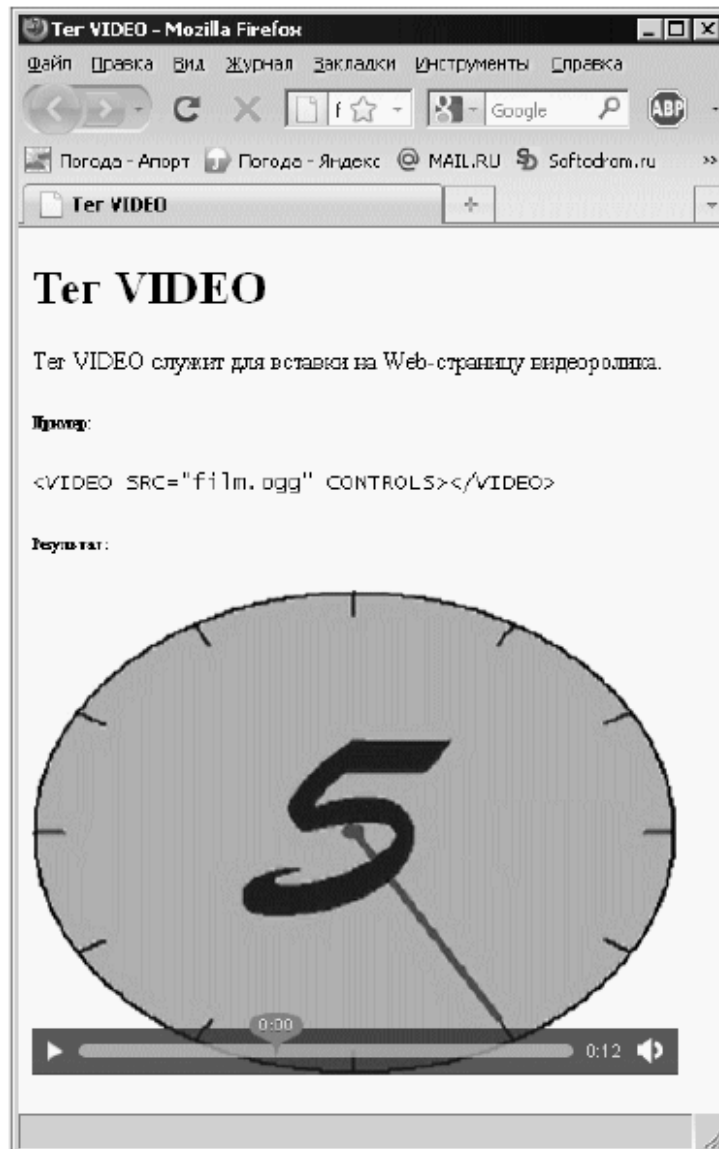 Тег VIDEO - Mozilla Firefox
Файл Правка Вид Журнал Закладки Инструменты Справка
f Google ABP
Погода - Апорт Погода - Яндекс MAIL.RU Softodrom.ru »
Тег VIDEO
Тег VIDEO
Тег VIDEO служит для вставки на Web-страницу видеоролика.
Пример:
<VIDEO SRC="film.ogg" CONTROLS></VIDEO>
Результат:
5
0:00
0:12